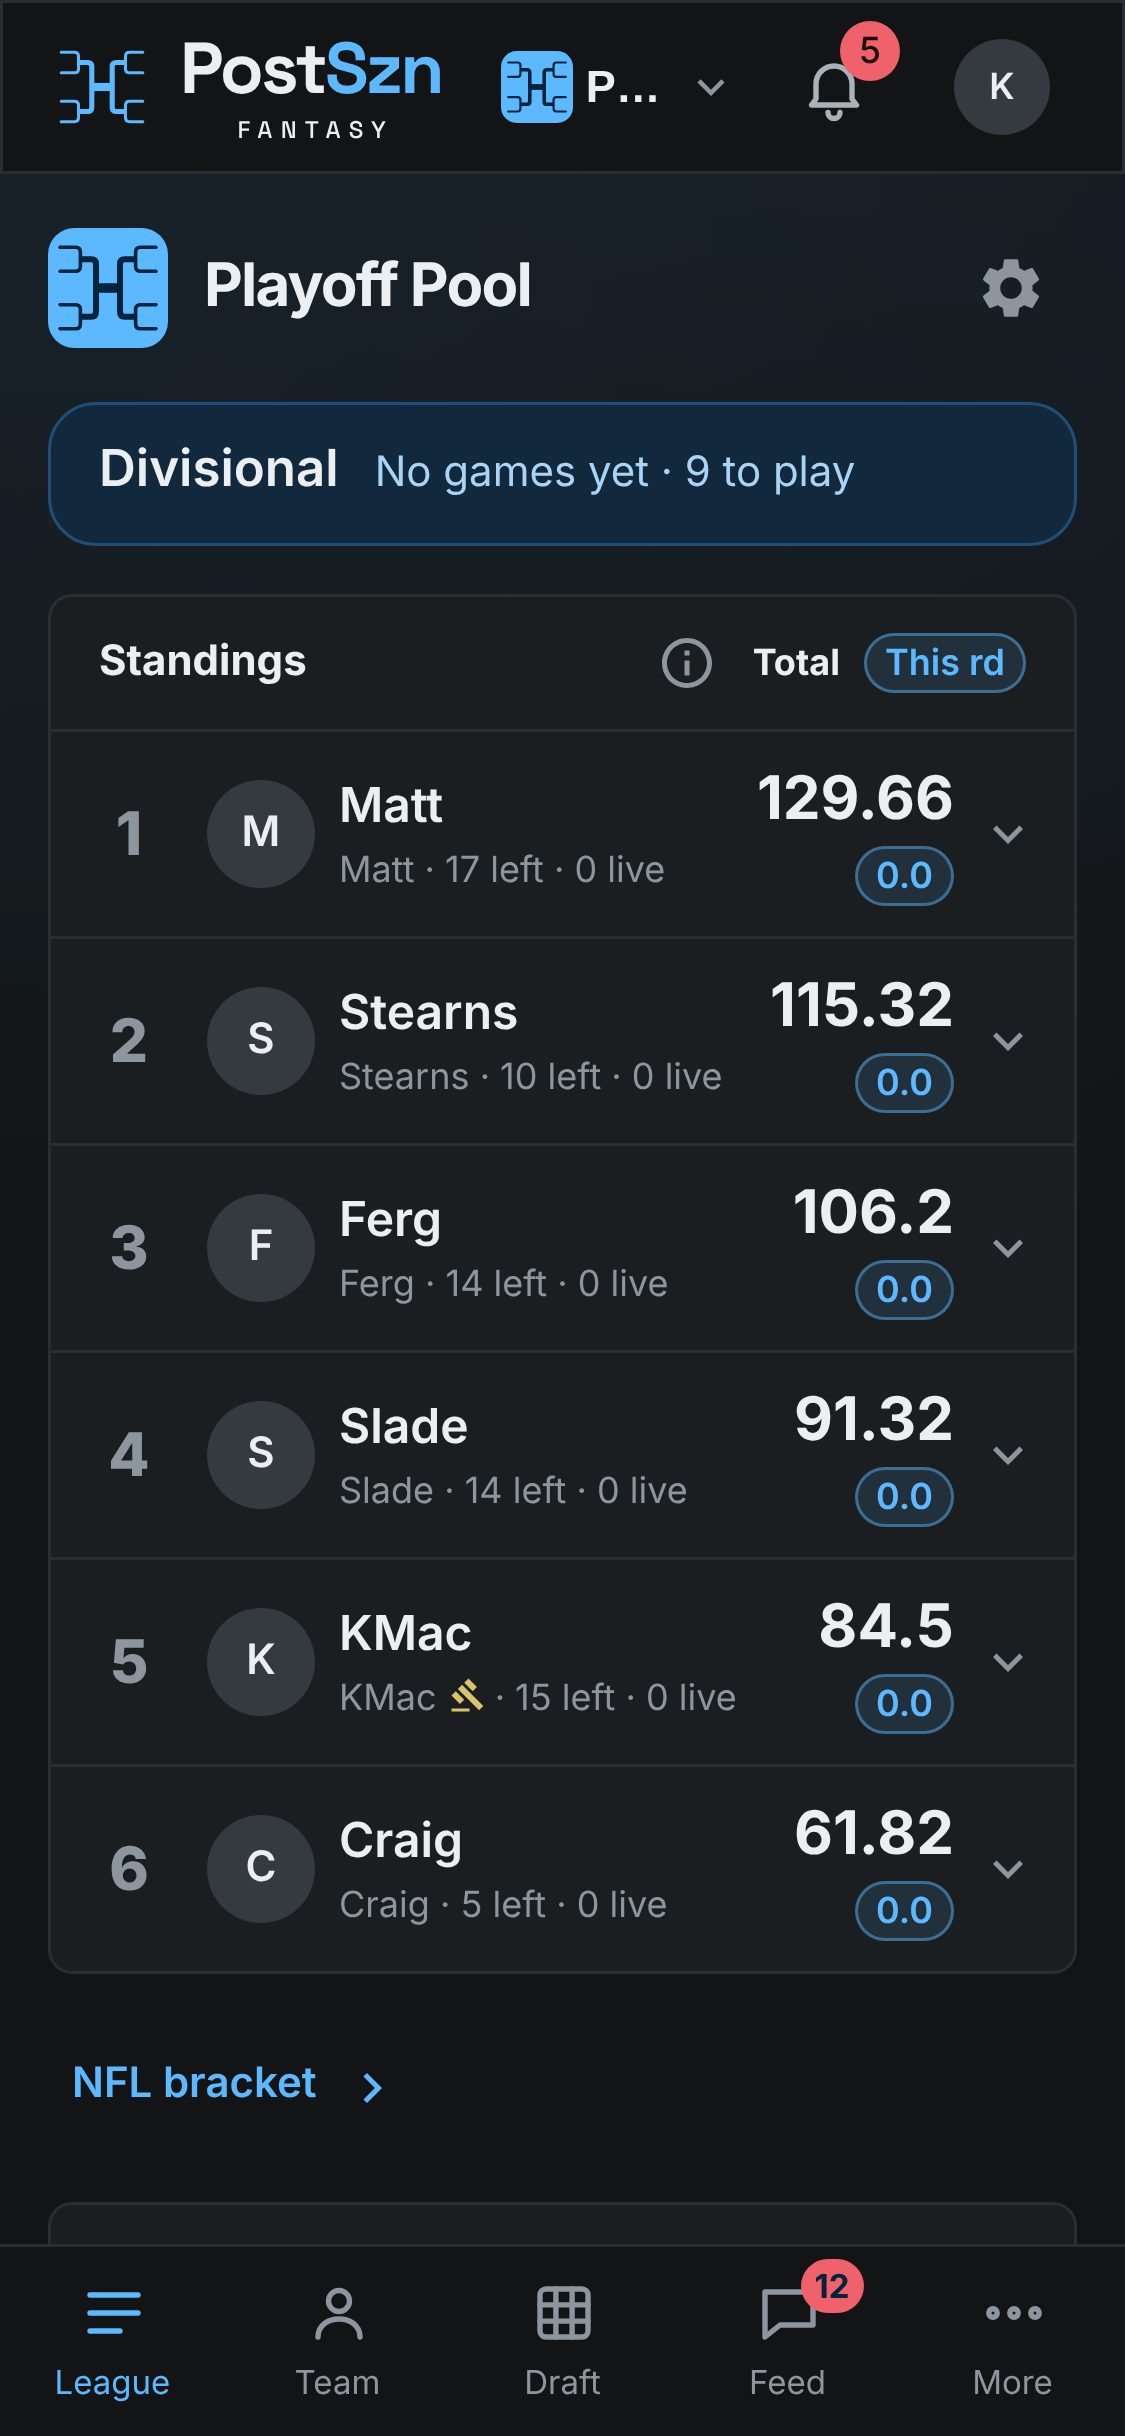 PostSzn
FANTASY
P...
5
K
Playoff Pool
Divisional No games yet · 9 to play
Standings Total This rd
1 M Matt 129.66
Matt · 17 left · 0 live 0.0
2 S Stearns 115.32
Stearns · 10 left · 0 live 0.0
3 F Ferg 106.2
Ferg · 14 left · 0 live 0.0
4 S Slade 91.32
Slade · 14 left · 0 live 0.0
5 K KMac 84.5
KMac · 15 left · 0 live 0.0
6 C Craig 61.82
Craig · 5 left · 0 live 0.0
NFL bracket
12
League Team Draft Feed More